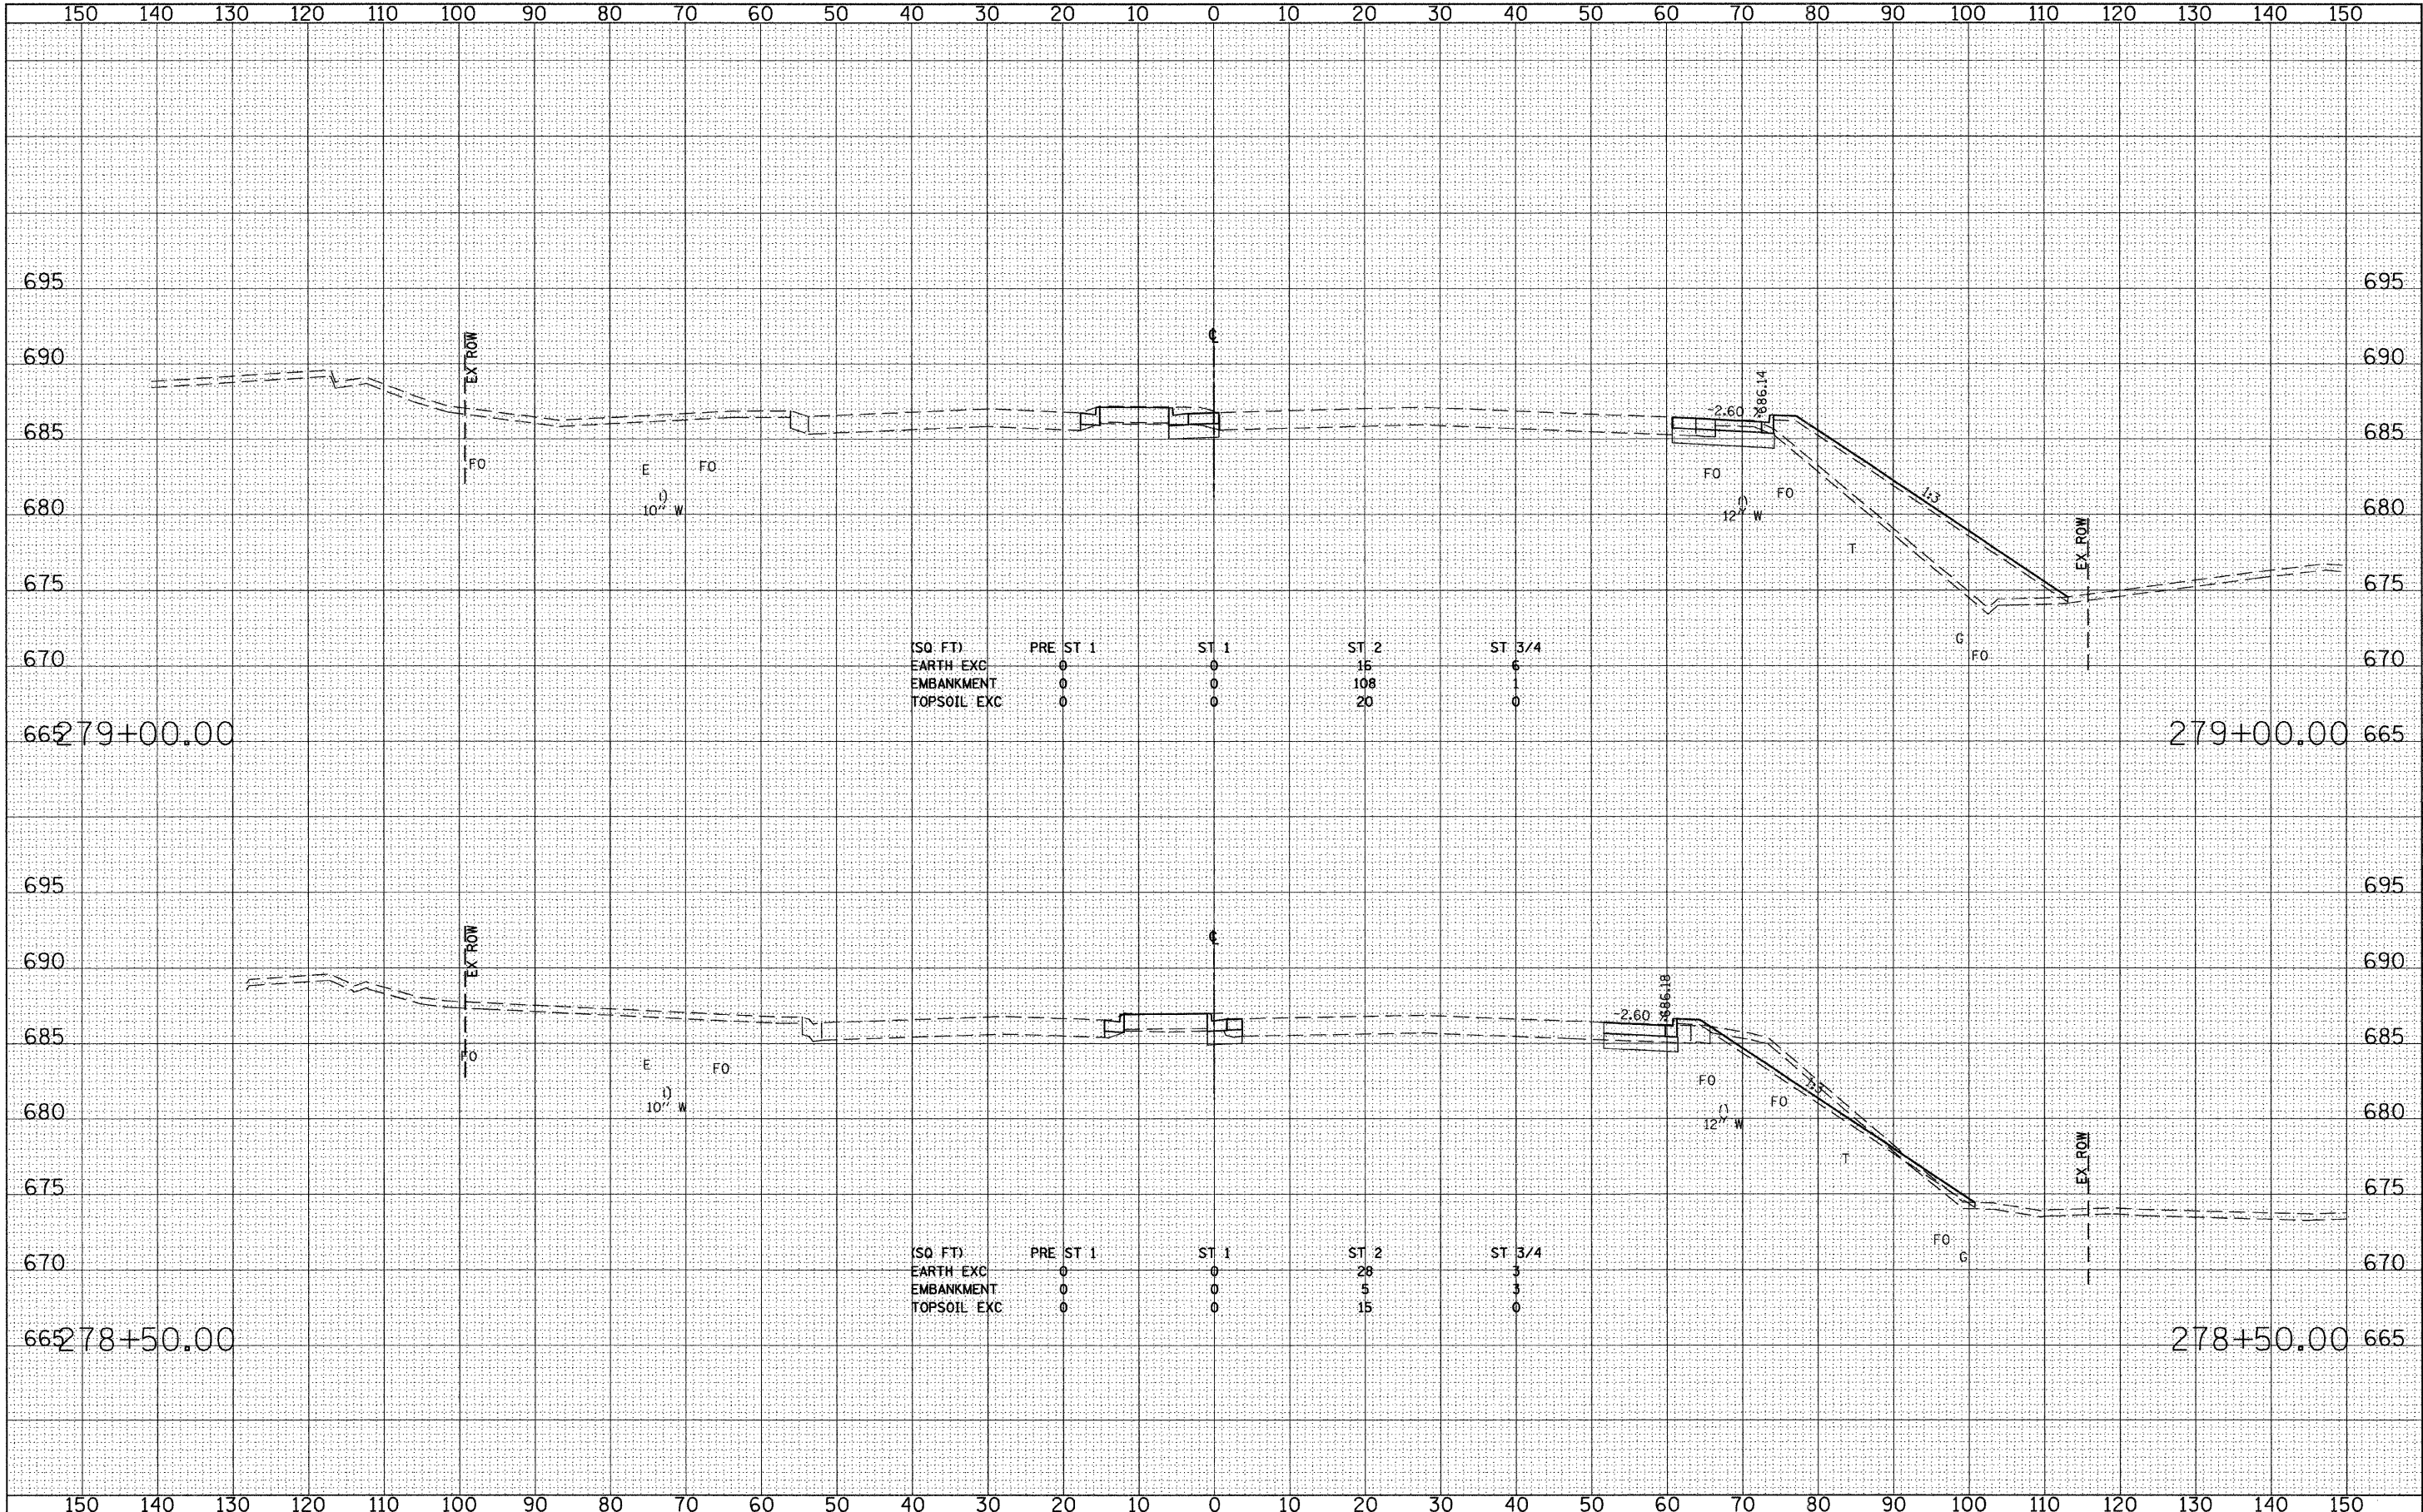 150 140 130 120 110 100 90 80 70 60 50 40 30 20 10 0 10 20 30 40 50 60 70 80 90 100 110 120 130 140 150
695 695
EX ROW ℄
690 690
-2.60 % 686.14
685 685
FO E FO FO FO
10" W 12" W 1:3
680 680
T EX ROW
675 675
G
FO
(SQ FT) PRE ST 1 ST 1 ST 2 ST 3/4
670 EARTH EXC 0 0 16 6 670
EMBANKMENT 0 0 108 1
TOPSOIL EXC 0 0 20 0
665 279+00.00 279+00.00 665
695 695
EX ROW ℄
690 690
-2.60 % 686.18
685 685
FO E FO FO FO
10" W 12" W 1:3
680 680
T EX ROW
675 675
FO
G
(SQ FT) PRE ST 1 ST 1 ST 2 ST 3/4
670 EARTH EXC 0 0 28 3 670
EMBANKMENT 0 0 5 3
TOPSOIL EXC 0 0 15 0
665 278+50.00 278+50.00 665
150 140 130 120 110 100 90 80 70 60 50 40 30 20 10 0 10 20 30 40 50 60 70 80 90 100 110 120 130 140 150